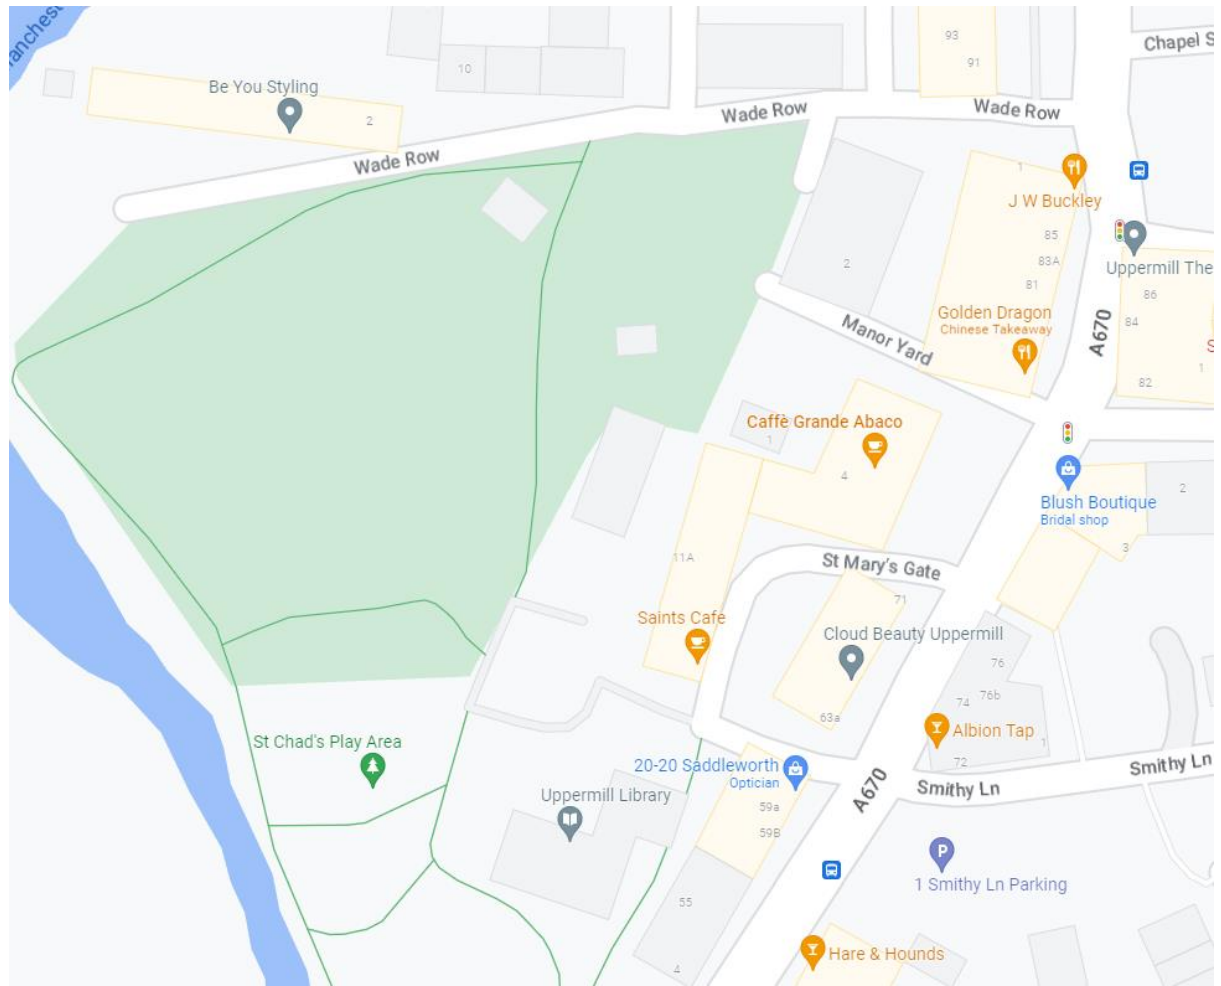 anchest
93
Chapel S
91
10
Be You Styling
2
Wade Row
Wade Row
Wade Row
1
J W Buckley
85
83A
81
2
Uppermill The
86
84
S
1
82
A670
Golden Dragon
Chinese Takeaway
Manor Yard
Caffè Grande Abaco
1
4
Blush Boutique
Bridal shop
2
3
11A
St Mary's Gate
71
Saints Cafe
Cloud Beauty Uppermill
63a
76
76b
74
Albion Tap
1
72
St Chad's Play Area
20-20 Saddleworth
Optician
59a
59B
A670
Smithy Ln
Smithy Ln
Uppermill Library
P
1 Smithy Ln Parking
55
4
Hare & Hounds